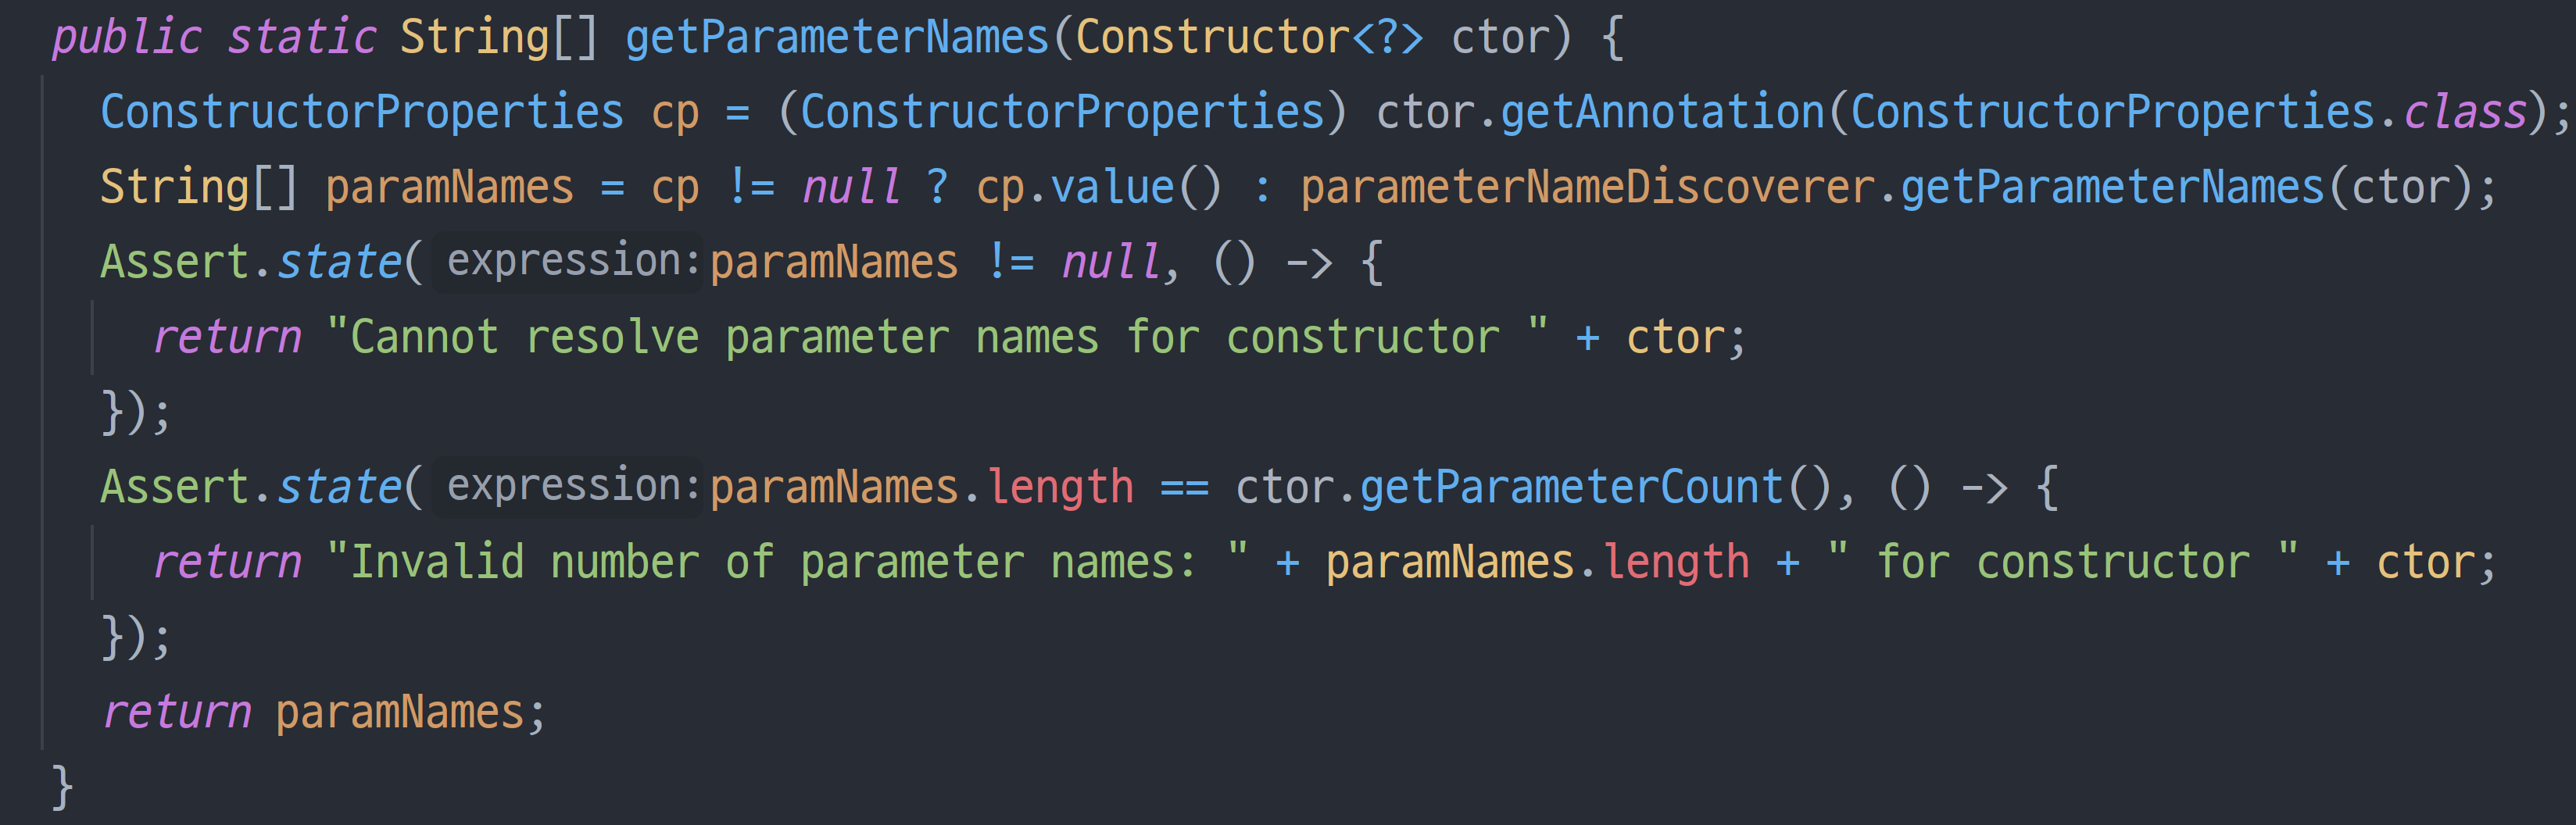 public static String[] getParameterNames(Constructor<?> ctor) {
ConstructorProperties cp = (ConstructorProperties) ctor.getAnnotation(ConstructorProperties.class);
String[] paramNames = cp != null ? cp.value() : parameterNameDiscoverer.getParameterNames(ctor);
Assert.state( expression: paramNames != null, () -> {
return "Cannot resolve parameter names for constructor " + ctor;
});
Assert.state( expression: paramNames.length == ctor.getParameterCount(), () -> {
return "Invalid number of parameter names: " + paramNames.length + " for constructor " + ctor;
});
return paramNames;
}